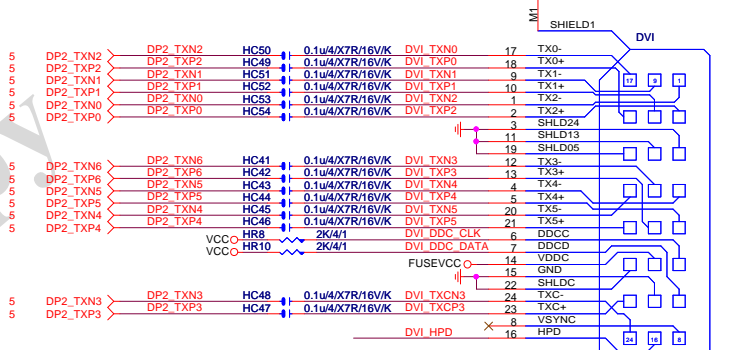 M1
SHIELD1
DVI
5 DP2_TXN2 DP2_TXN2 HC50 0.1u/4/X7R/16V/K DVI_TXN0 17 TX0-
5 DP2_TXP2 DP2_TXP2 HC49 0.1u/4/X7R/16V/K DVI_TXP0 18 TX0+
5 DP2_TXN1 DP2_TXN1 HC51 0.1u/4/X7R/16V/K DVI_TXN1 9 TX1- 17 9 1
5 DP2_TXP1 DP2_TXP1 HC52 0.1u/4/X7R/16V/K DVI_TXP1 10 TX1+
5 DP2_TXN0 DP2_TXN0 HC53 0.1u/4/X7R/16V/K DVI_TXN2 1 TX2-
5 DP2_TXP0 DP2_TXP0 HC54 0.1u/4/X7R/16V/K DVI_TXP2 2 TX2+
3 SHLD24
11 SHLD13
19 SHLD05
5 DP2_TXN6 DP2_TXN6 HC41 0.1u/4/X7R/16V/K DVI_TXN3 12 TX3-
5 DP2_TXP6 DP2_TXP6 HC42 0.1u/4/X7R/16V/K DVI_TXP3 13 TX3+
5 DP2_TXN5 DP2_TXN5 HC43 0.1u/4/X7R/16V/K DVI_TXN4 4 TX4-
5 DP2_TXP5 DP2_TXP5 HC44 0.1u/4/X7R/16V/K DVI_TXP4 5 TX4+
5 DP2_TXN4 DP2_TXN4 HC45 0.1u/4/X7R/16V/K DVI_TXN5 20 TX5-
5 DP2_TXP4 DP2_TXP4 HC46 0.1u/4/X7R/16V/K DVI_TXP5 21 TX5+
VCC HR8 2K/4/1 DVI_DDC_CLK 6 DDCC
VCC HR10 2K/4/1 DVI_DDC_DATA 7 DDCD
FUSEVCC 14 VDDC
15 GND
22 SHLDC
5 DP2_TXN3 DP2_TXN3 HC48 0.1u/4/X7R/16V/K DVI_TXCN3 24 TXC-
5 DP2_TXP3 DP2_TXP3 HC47 0.1u/4/X7R/16V/K DVI_TXCP3 23 TXC+
8 VSYNC
DVI_HPD 16 HPD 24 16 8